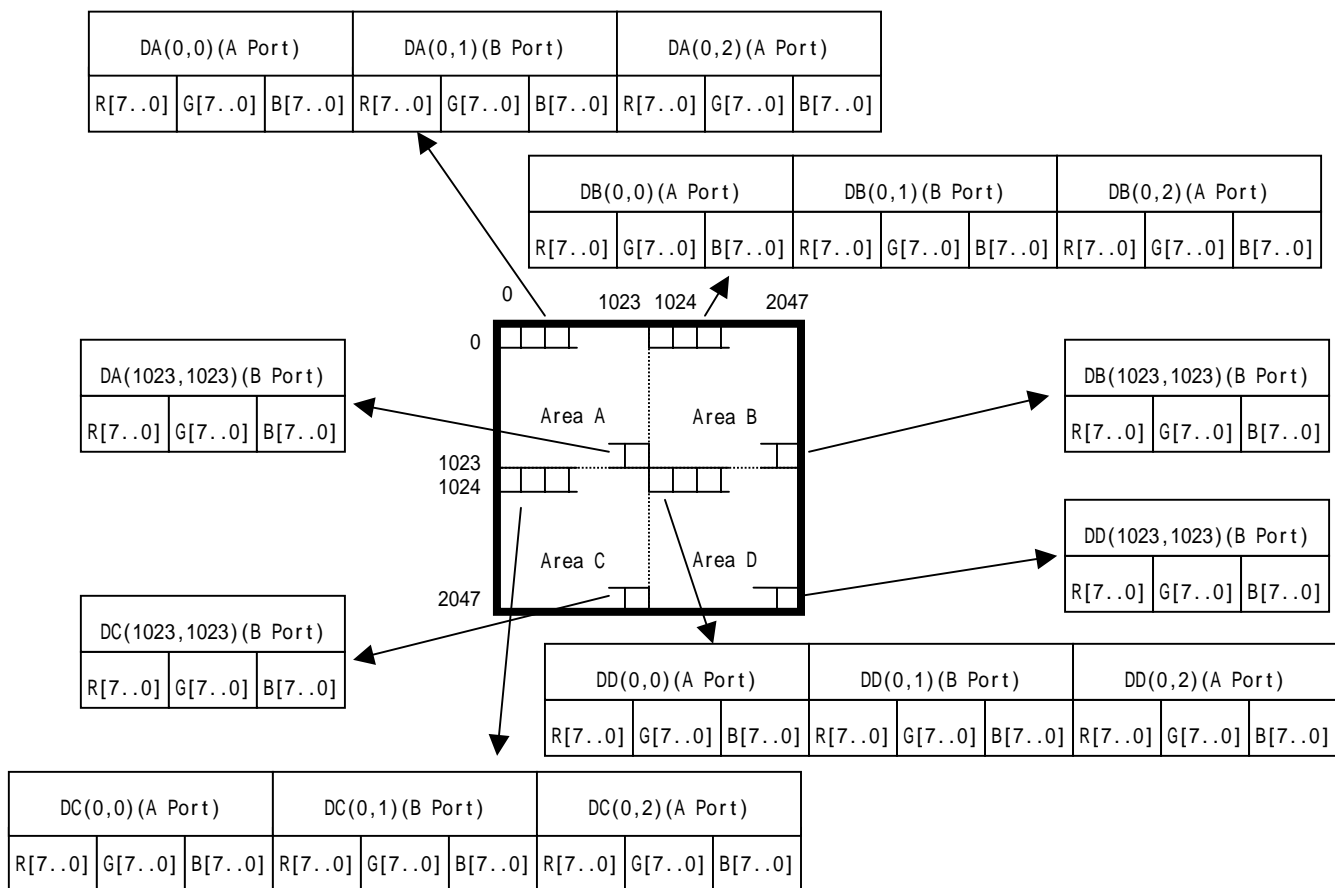 DA(0,0)(A Port) DA(0,1)(B Port) DA(0,2)(A Port)
R[7..0] G[7..0] B[7..0] R[7..0] G[7..0] B[7..0] R[7..0] G[7..0] B[7..0]
DB(0,0)(A Port) DB(0,1)(B Port) DB(0,2)(A Port)
R[7..0] G[7..0] B[7..0] R[7..0] G[7..0] B[7..0] R[7..0] G[7..0] B[7..0]
0 1023 1024 2047
0
DA(1023,1023)(B Port)
R[7..0] G[7..0] B[7..0]
DB(1023,1023)(B Port)
R[7..0] G[7..0] B[7..0]
Area A Area B
1023
1024
Area C Area D
2047
DD(1023,1023)(B Port)
R[7..0] G[7..0] B[7..0]
DC(1023,1023)(B Port)
R[7..0] G[7..0] B[7..0]
DD(0,0)(A Port) DD(0,1)(B Port) DD(0,2)(A Port)
R[7..0] G[7..0] B[7..0] R[7..0] G[7..0] B[7..0] R[7..0] G[7..0] B[7..0]
DC(0,0)(A Port) DC(0,1)(B Port) DC(0,2)(A Port)
R[7..0] G[7..0] B[7..0] R[7..0] G[7..0] B[7..0] R[7..0] G[7..0] B[7..0]